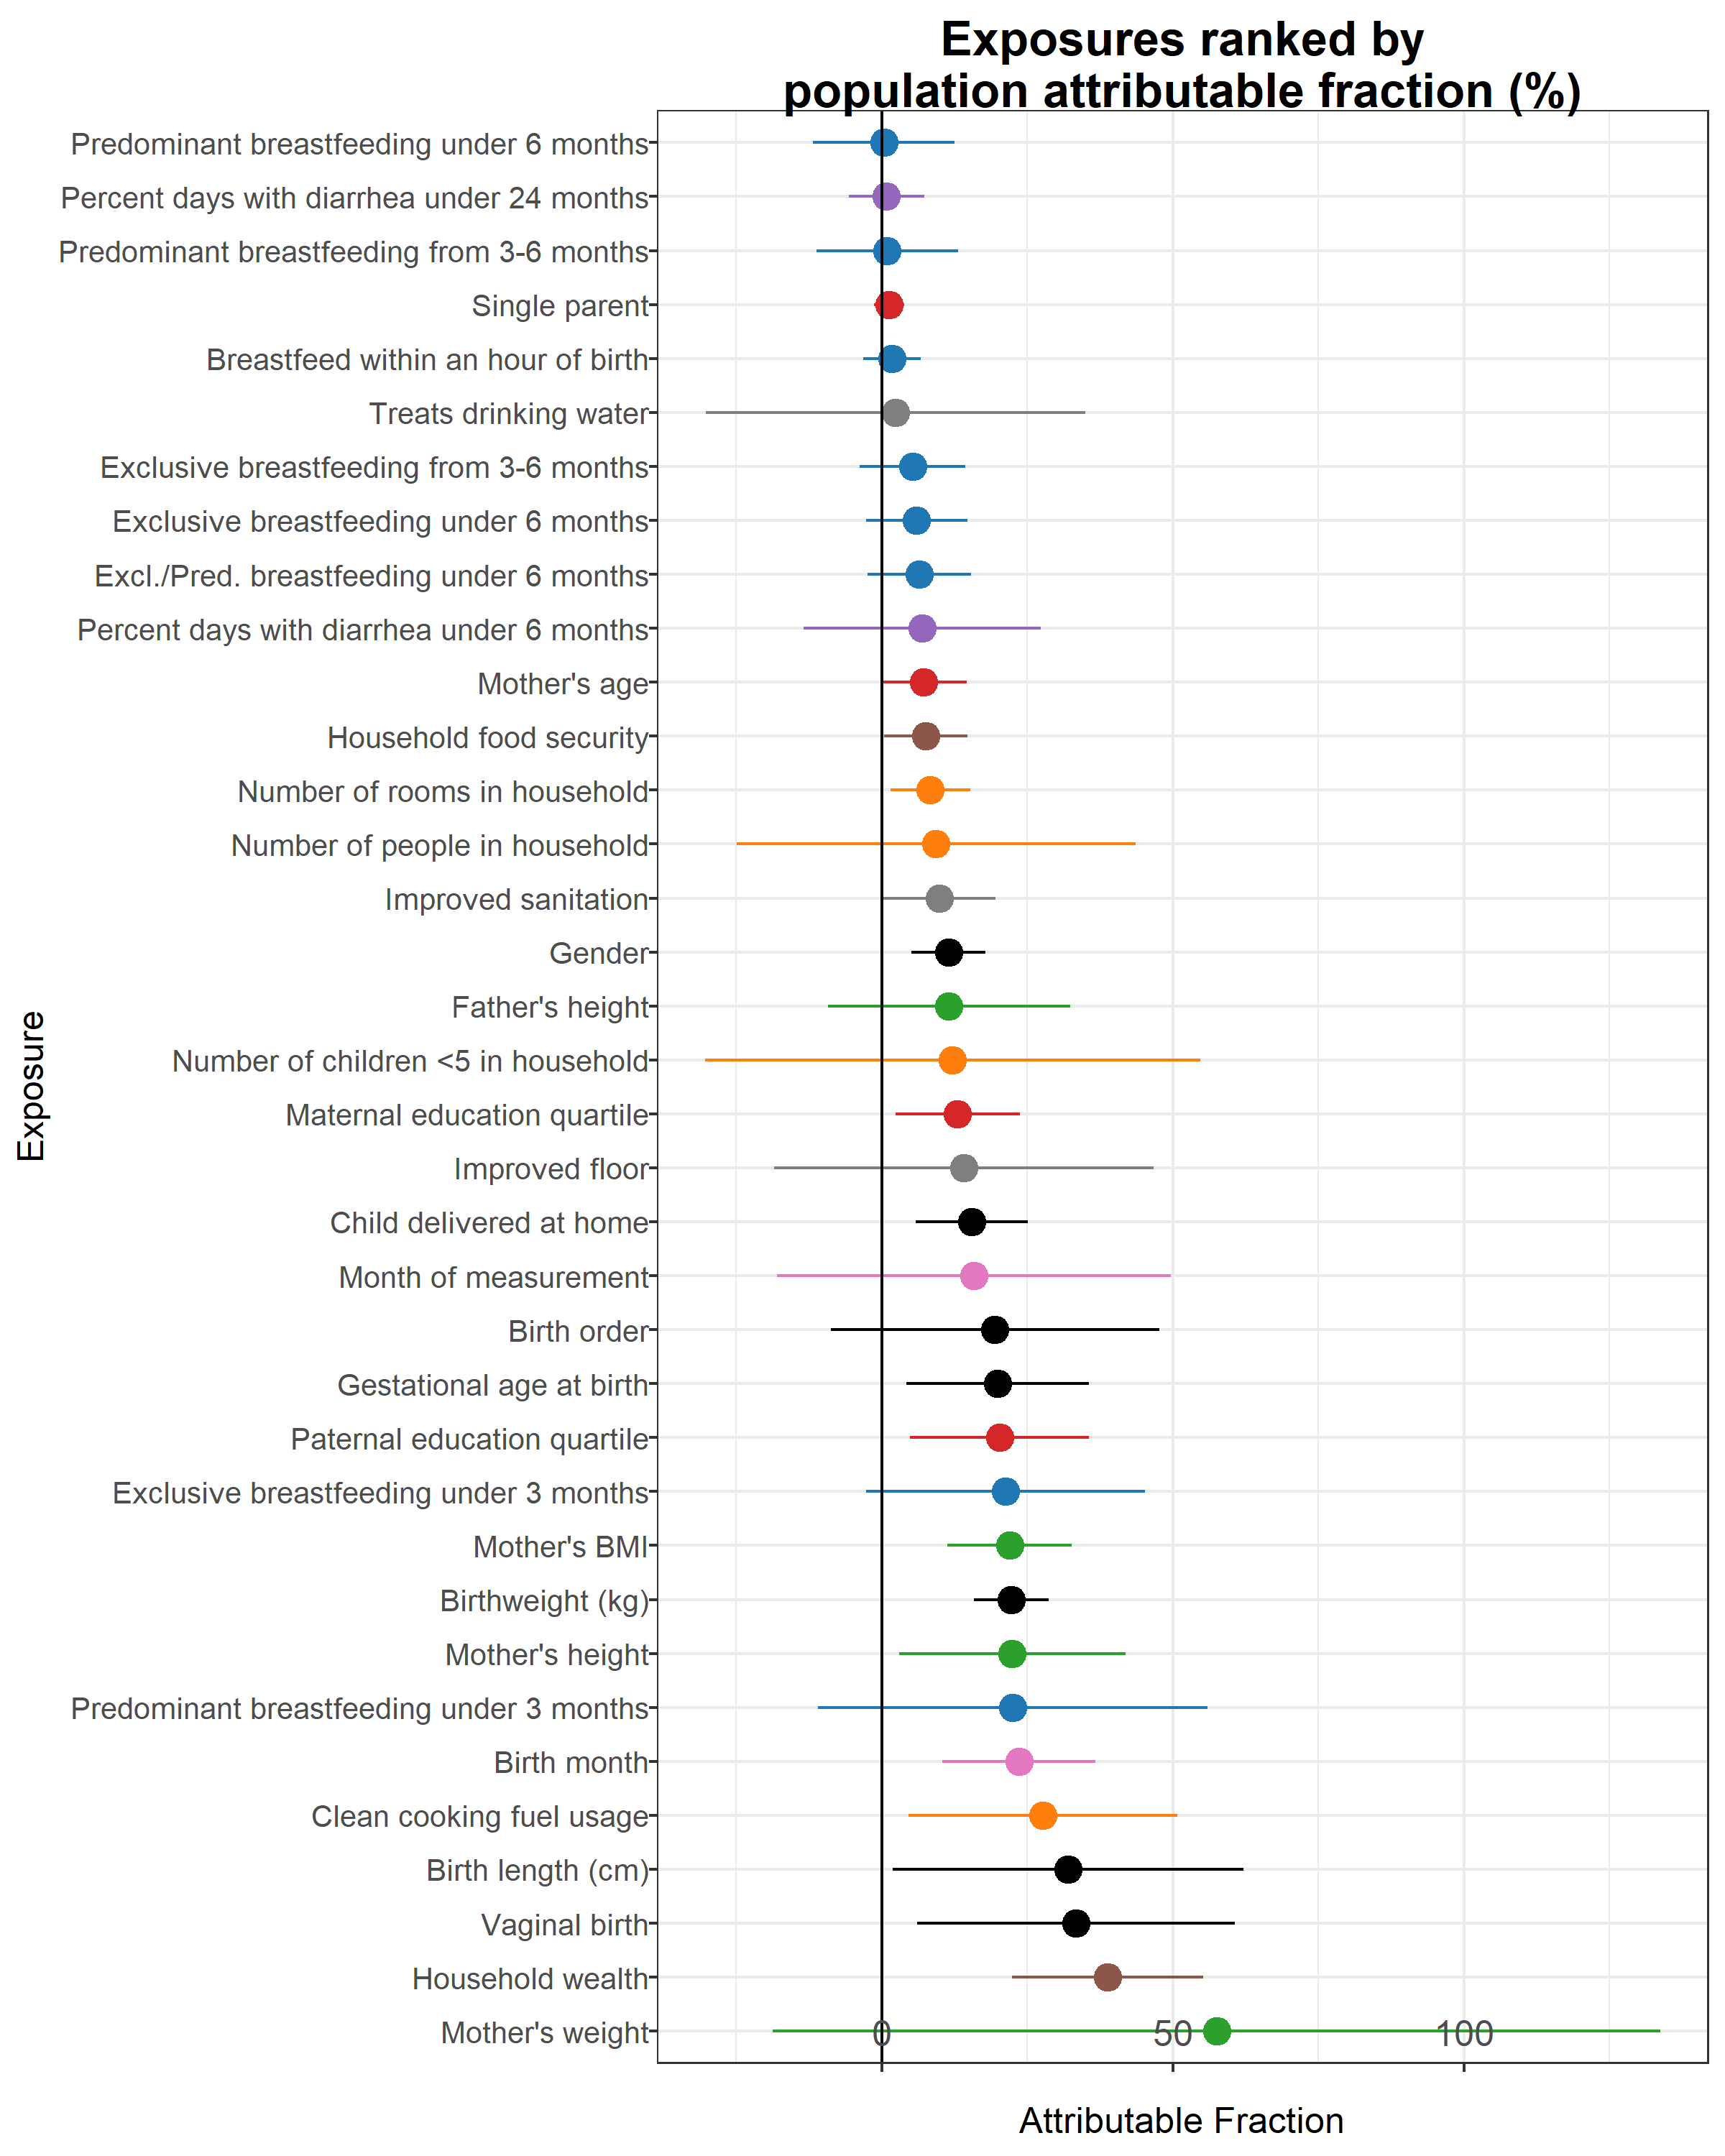 Exposures ranked by
population attributable fraction (%)
Predominant breastfeeding under 6 months
Percent days with diarrhea under 24 months
Predominant breastfeeding from 3-6 months
Single parent
Breastfeed within an hour of birth
Treats drinking water
Exclusive breastfeeding from 3-6 months
Exclusive breastfeeding under 6 months
Excl./Pred. breastfeeding under 6 months
Percent days with diarrhea under 6 months
Mother's age
Household food security
Number of rooms in household
Number of people in household
Improved sanitation
Gender
Father's height
Number of children <5 in household
Maternal education quartile
Improved floor
Child delivered at home
Month of measurement
Birth order
Gestational age at birth
Paternal education quartile
Exclusive breastfeeding under 3 months
Mother's BMI
Birthweight (kg)
Mother's height
Predominant breastfeeding under 3 months
Birth month
Clean cooking fuel usage
Birth length (cm)
Vaginal birth
Household wealth
Mother's weight
Exposure
0 50 100
Attributable Fraction